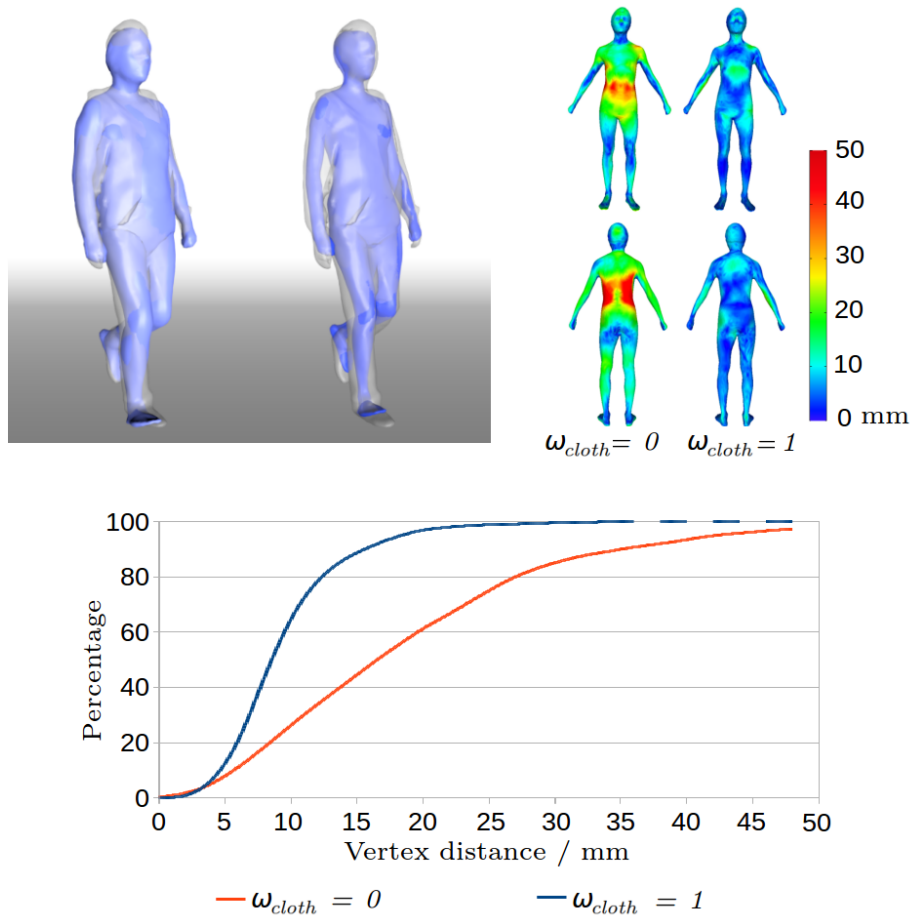 50
40
30
20
10
0 mm
ω_cloth = 0 ω_cloth = 1
100
80
60
40
20
0
Percentage
0 5 10 15 20 25 30 35 40 45 50
Vertex distance / mm
ω_cloth = 0 ω_cloth = 1